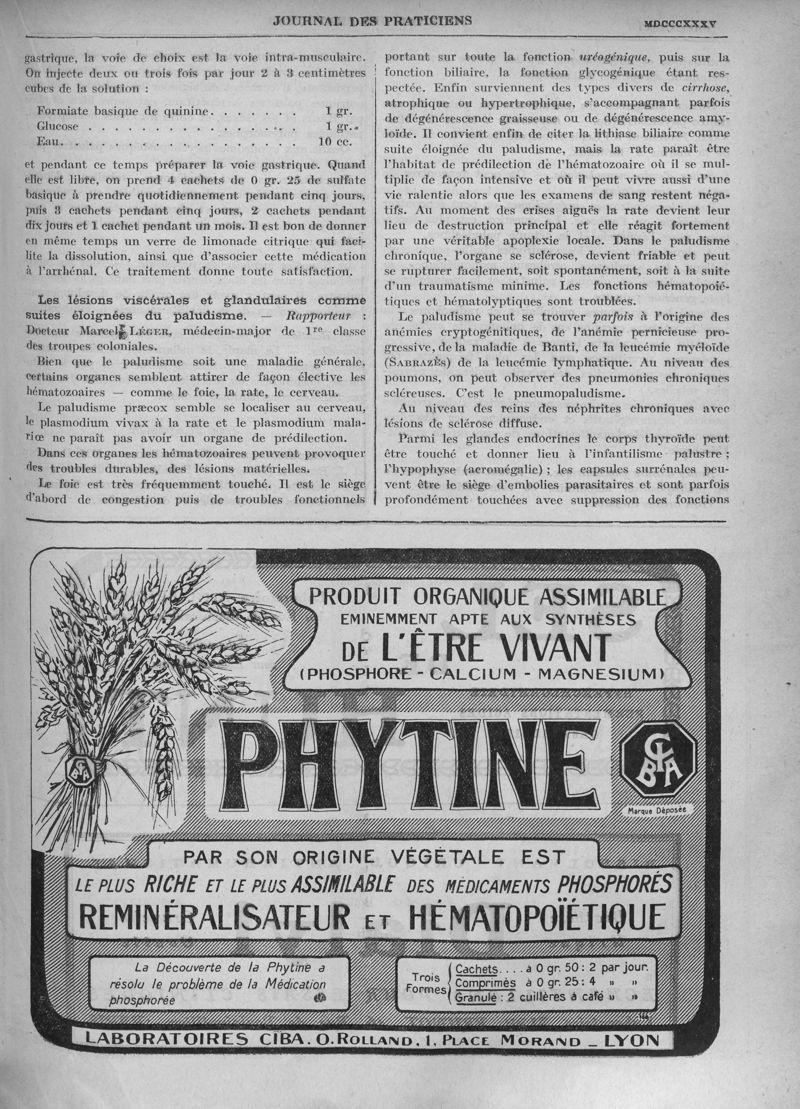 JOURNAL DES PRATICIENS
MDCCCXXXV
gastrique, la voie de choix est la voie intra-musculaire.
On injecte deux ou trois fois par jour 2 à 3 centimètres
cubes de la solution :
Formiate basique de quinine. . . . . . . 1 gr.
Glucose . . . . . . . . . . . . . . . 1 gr.
Eau. . . . . . . . . . . . . . . . . 10 cc.
et pendant ce temps préparer la voie gastrique. Quand
elle est libre, on prend 4 cachets de 0 gr. 25 de sulfate
basique à prendre quotidiennement pendant cinq jours,
puis 3 cachets pendant cinq jours, 2 cachets pendant
dix jours et 1 cachet pendant un mois. Il est bon de donner
en même temps un verre de limonade citrique qui faci-
lite la dissolution, ainsi que d'associer cette médication
à l'arrhénal. Ce traitement donne toute satisfaction.
Les lésions viscérales et glandulaires comme
suites éloignées du paludisme. — Rapporteur :
Docteur Marcel LÉGER, médecin-major de 1re classe
des troupes coloniales.
Bien que le paludisme soit une maladie générale,
certains organes semblent attirer de façon élective les
hématozoaires — comme le foie, la rate, le cerveau.
Le paludisme præcox semble se localiser au cerveau,
le plasmodium vivax à la rate et le plasmodium mala-
riœ ne paraît pas avoir un organe de prédilection.
Dans ces organes les hématozoaires peuvent provoquer
des troubles durables, des lésions matérielles.
Le foie est très fréquemment touché. Il est le siège
d'abord de congestion puis de troubles fonctionnels
portant sur toute la fonction uréogénique, puis sur la
fonction biliaire, la fonction glycogénique étant res-
pectée. Enfin surviennent des types divers de cirrhose,
atrophique ou hypertrophique, s'accompagnant parfois
de dégénérescence graisseuse ou de dégénérescence amy-
loïde. Il convient enfin de citer la lithiase biliaire comme
suite éloignée du paludisme, mais la rate paraît être
l'habitat de prédilection de l'hématozoaire où il se mul-
tiplie de façon intensive et où il peut vivre aussi d'une
vie ralentie alors que les examens de sang restent néga-
tifs. Au moment des crises aiguës la rate devient leur
lieu de destruction principal et elle réagit fortement
par une véritable apoplexie locale. Dans le paludisme
chronique, l'organe se sclérose, devient friable et peut
se rupturer facilement, soit spontanément, soit à la suite
d'un traumatisme minime. Les fonctions hématopoié-
tiques et hématolyptiques sont troublées.
Le paludisme peut se trouver parfois à l'origine des
anémies cryptogénitiques, de l'anémie pernicieuse pro-
gressive, de la maladie de Banti, de la leucémie myéloïde
(SABRAZÈS) de la leucémie lymphatique. Au niveau des
poumons, on peut observer des pneumonies chroniques
scléreuses. C'est le pneumopaludisme.
Au niveau des reins des néphrites chroniques avec
lésions de sclérose diffuse.
Parmi les glandes endocrines le corps thyroïde peut
être touché et donner lieu à l'infantilisme palustre ;
l'hypophyse (acromégalie) ; les capsules surrénales peu-
vent être le siège d'embolies parasitaires et sont parfois
profondément touchées avec suppression des fonctions
PRODUIT ORGANIQUE ASSIMILABLE
EMINEMMENT APTE AUX SYNTHÈSES
DE L'ÊTRE VIVANT
(PHOSPHORE - CALCIUM - MAGNESIUM)
PHYTINE
CIBA
CIBA
Marque Déposée
PAR SON ORIGINE VÉGÉTALE EST
LE PLUS RICHE ET LE PLUS ASSIMILABLE DES MÉDICAMENTS PHOSPHORÉS
REMINÉRALISATEUR ET HÉMATOPOÏÉTIQUE
La Découverte de la Phytine a
résolu le problème de la Médication
phosphorée
Trois Formes
Cachets.... à 0 gr. 50 : 2 par jour.
Comprimés à 0 gr. 25 : 4 " "
Granulé : 2 cuillères à café " "
LABORATOIRES CIBA. O. ROLLAND, 1, PLACE MORAND _ LYON